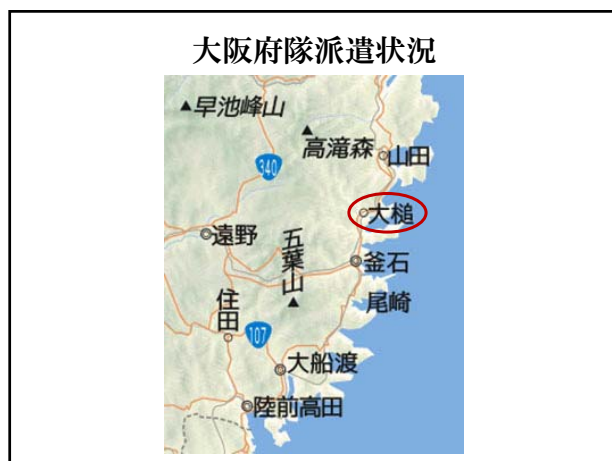 大阪府隊派遣状況
早池峰山
高滝森
山田
340
大槌
遠野
五葉山
釜石
尾崎
住田
107
大船渡
陸前高田